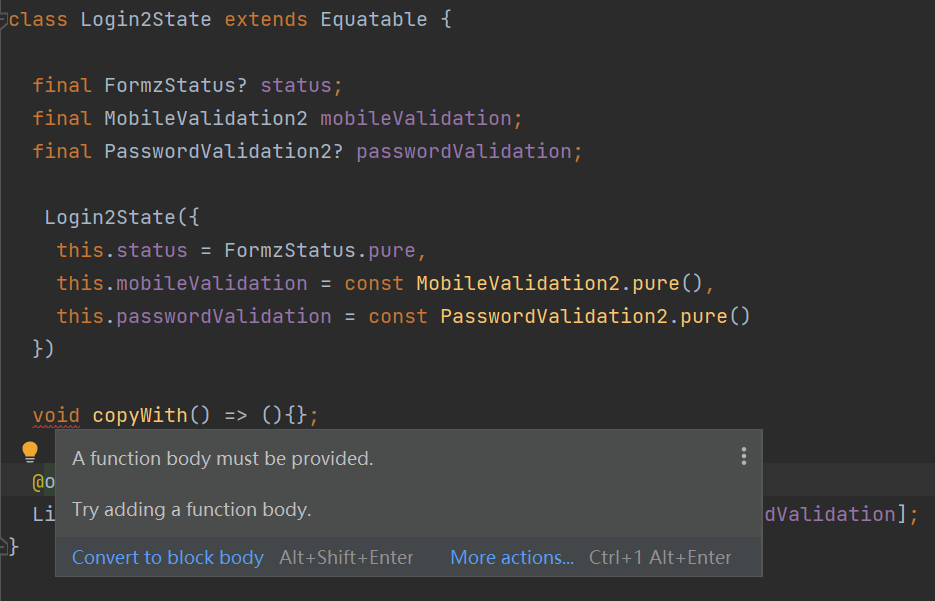 class Login2State extends Equatable {
final FormzStatus? status;
final MobileValidation2 mobileValidation;
final PasswordValidation2? passwordValidation;
Login2State({
this.status = FormzStatus.pure,
this.mobileValidation = const MobileValidation2.pure(),
this.passwordValidation = const PasswordValidation2.pure()
})
void copyWith() => (){};
A function body must be provided.
@o
Try adding a function body.
Li dValidation];
}
Convert to block body Alt+Shift+Enter More actions... Ctrl+1 Alt+Enter